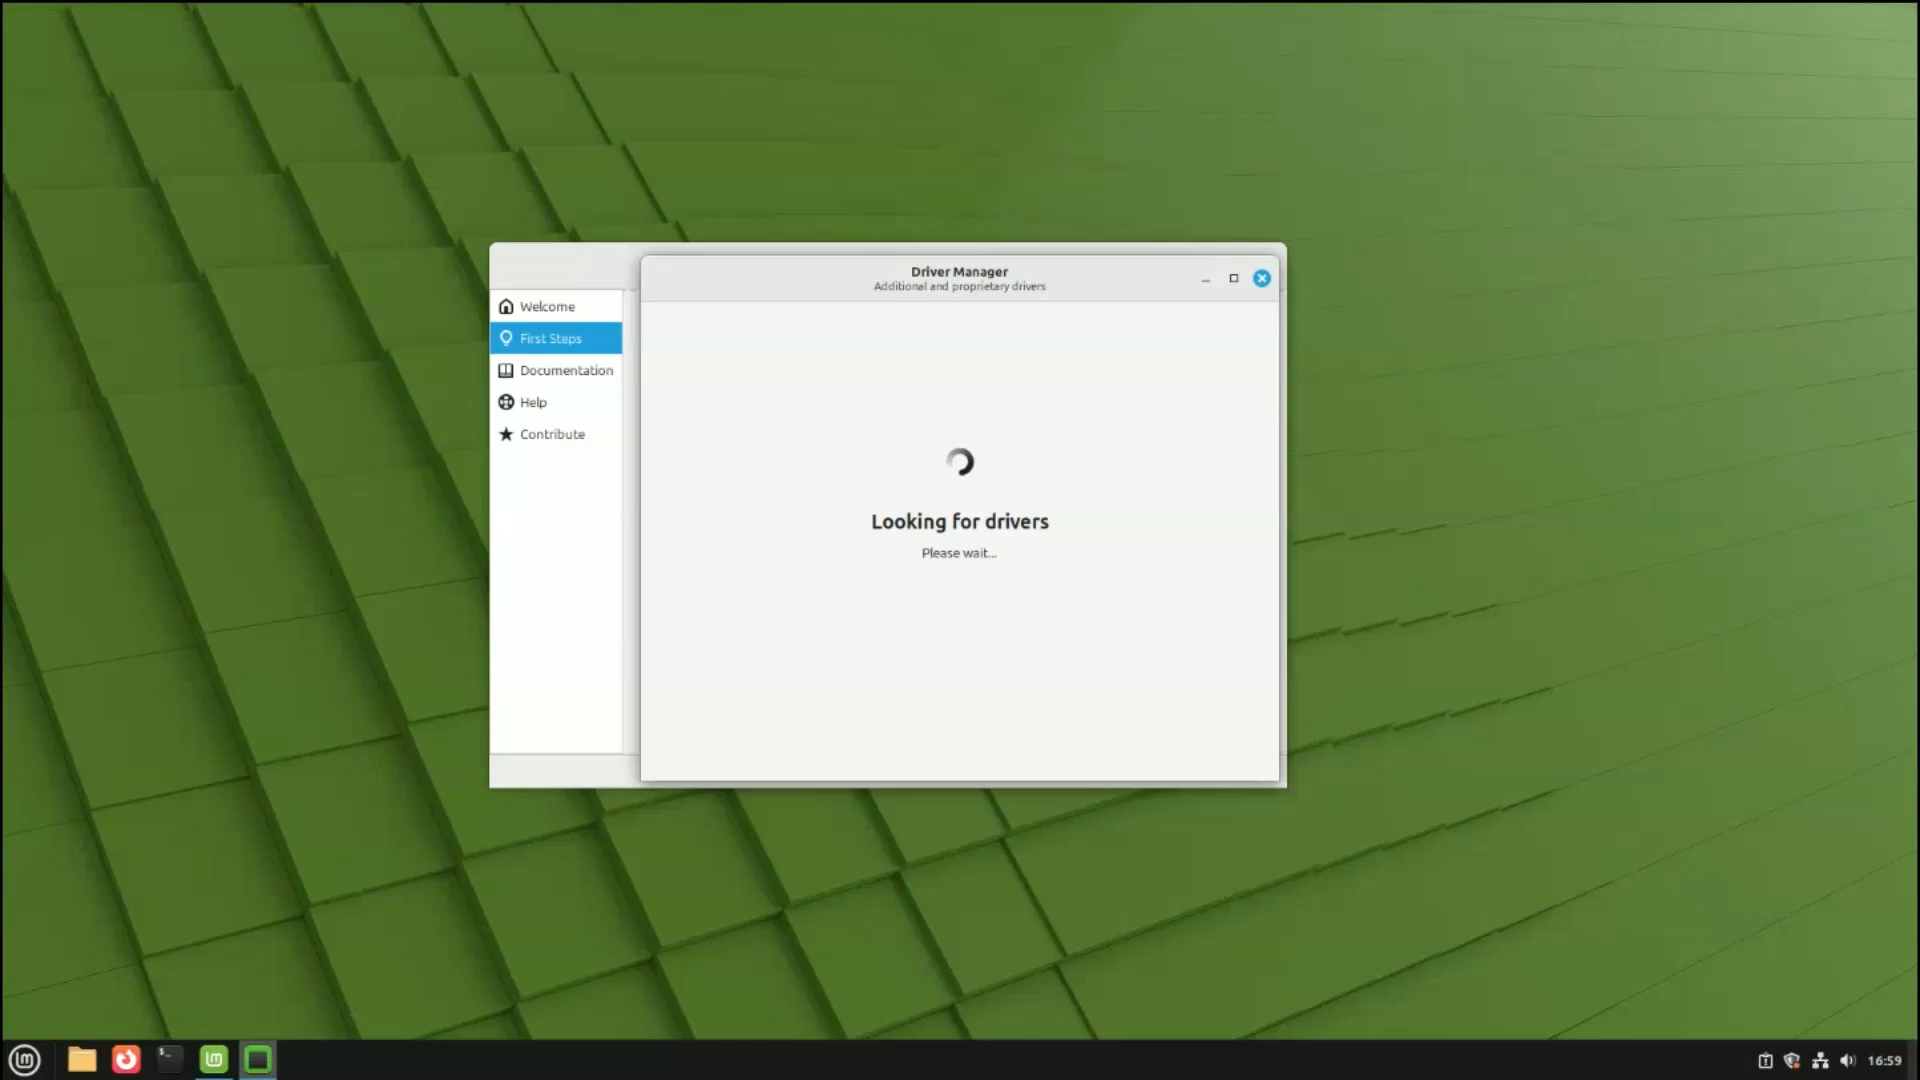 Driver Manager
Additional and proprietary drivers
Welcome
First Steps
Documentation
Help
Contribute
Looking for drivers
Please wait...
16:59